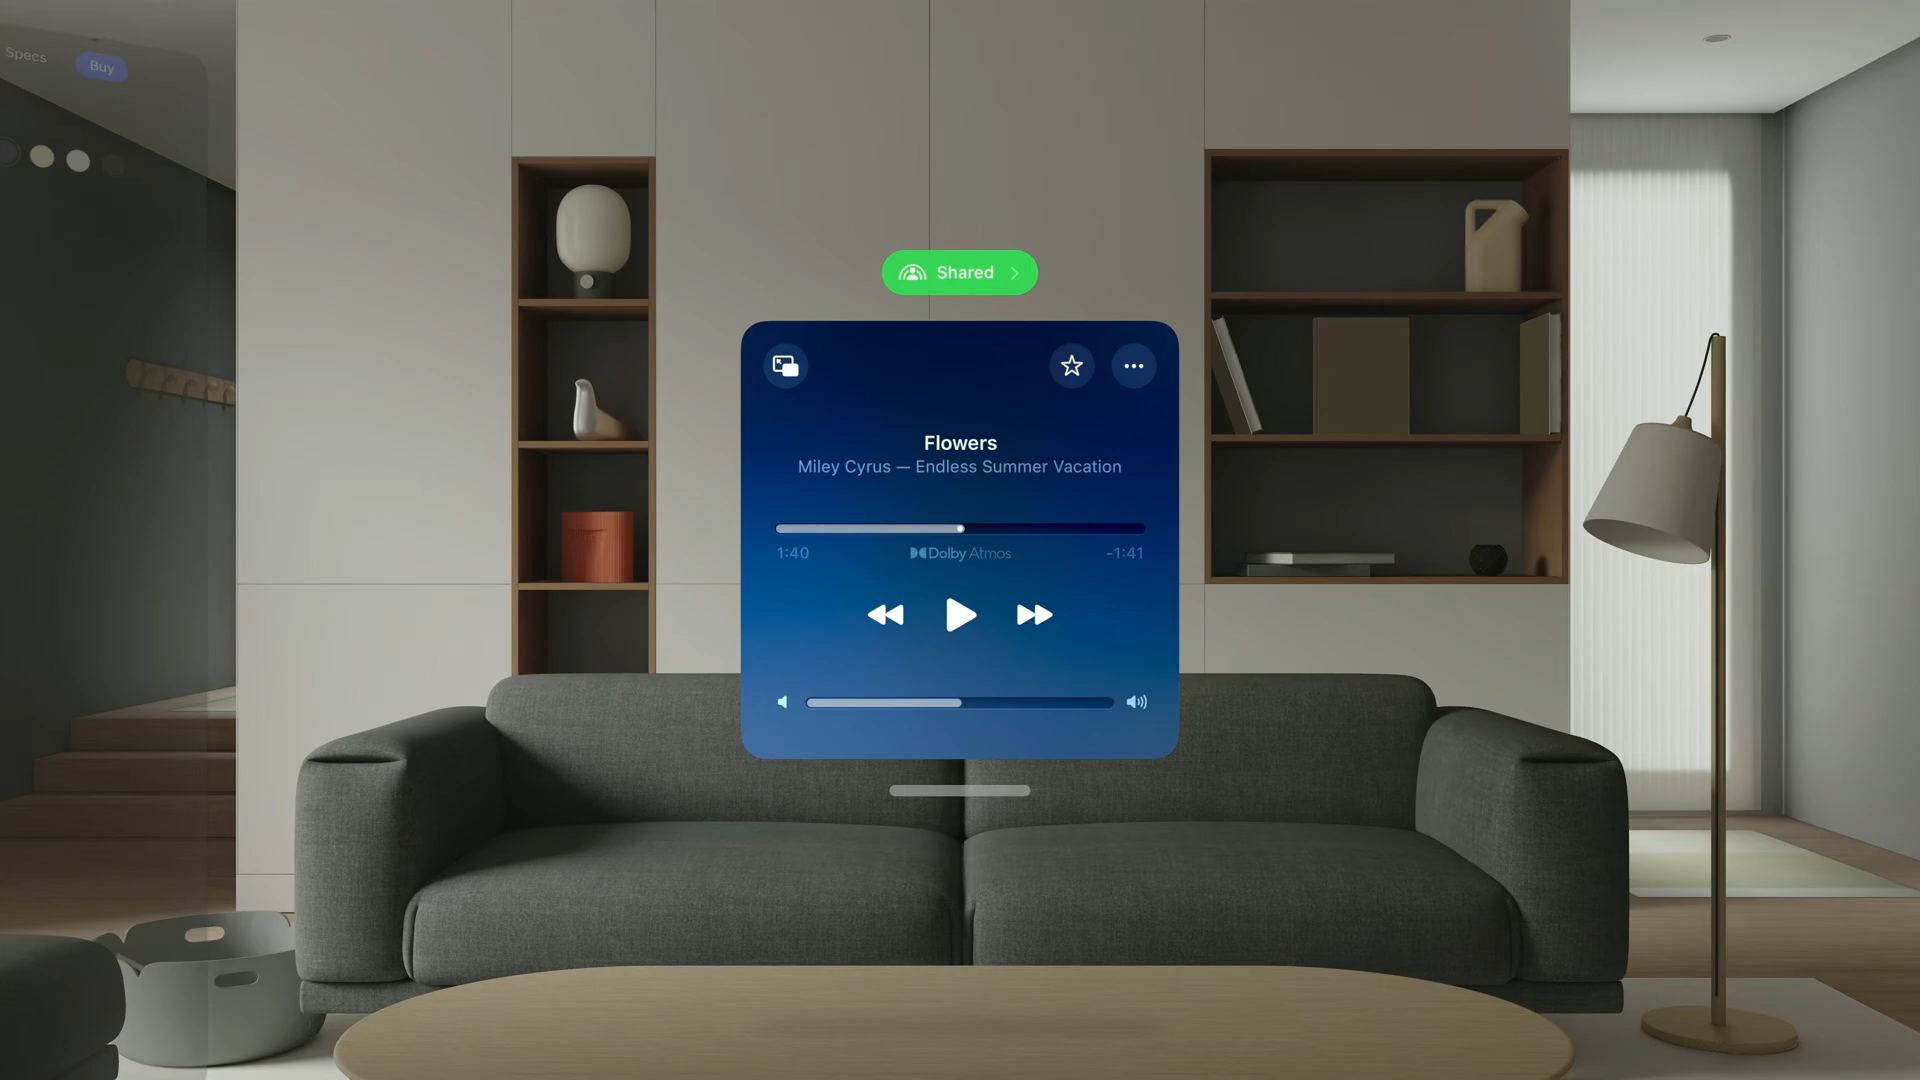 Specs
Buy
Shared
Flowers
Miley Cyrus — Endless Summer Vacation
1:40
Dolby Atmos
-1:41